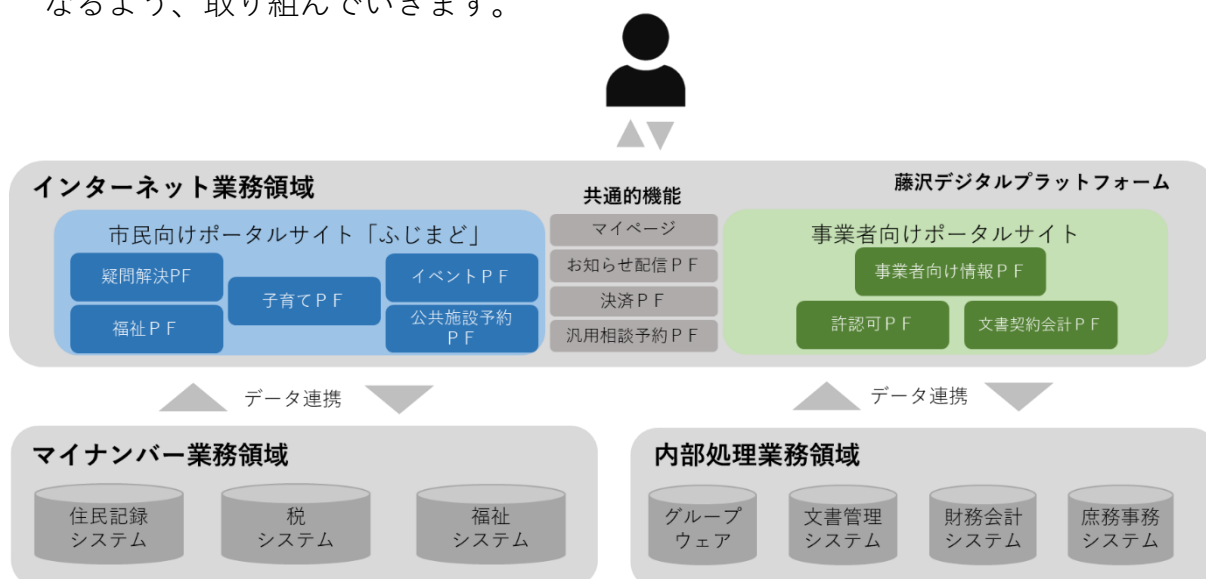 なるよう、取り組んでいきます。
インターネット業務領域
共通的機能
藤沢デジタルプラットフォーム
市民向けポータルサイト「ふじまど」
疑問解決PF
福祉ＰＦ
子育てＰＦ
イベントＰＦ
公共施設予約
ＰＦ
マイページ
お知らせ配信ＰＦ
決済ＰＦ
汎用相談予約ＰＦ
事業者向けポータルサイト
事業者向け情報ＰＦ
許認可ＰＦ
文書契約会計ＰＦ
データ連携
データ連携
マイナンバー業務領域
住民記録
システム
税
システム
福祉
システム
内部処理業務領域
グループ
ウェア
文書管理
システム
財務会計
システム
庶務事務
システム